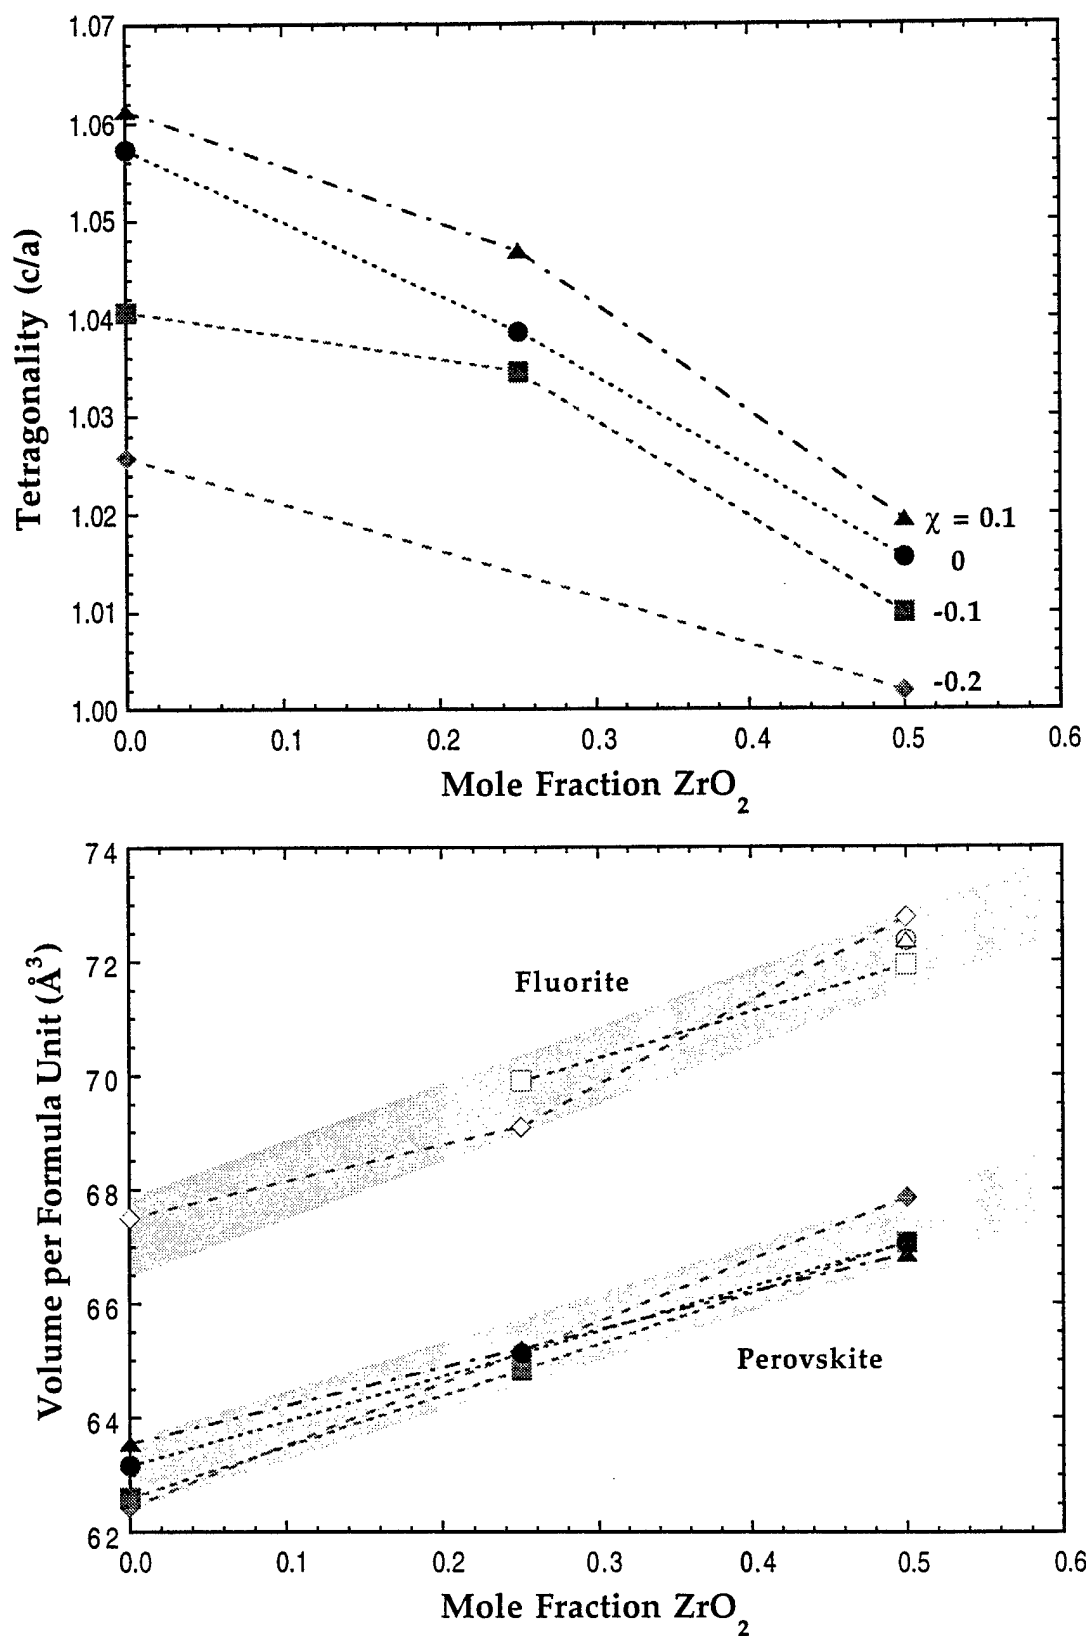 1.07
1.06
1.05
1.04
1.03
1.02
1.01
1.00
Tetragonality (c/a)
χ = 0.1
0
-0.1
-0.2
0.0 0.1 0.2 0.3 0.4 0.5 0.6
Mole Fraction ZrO₂
74
72
70
68
66
64
62
Volume per Formula Unit (Å³)
Fluorite
Perovskite
0.0 0.1 0.2 0.3 0.4 0.5 0.6
Mole Fraction ZrO₂